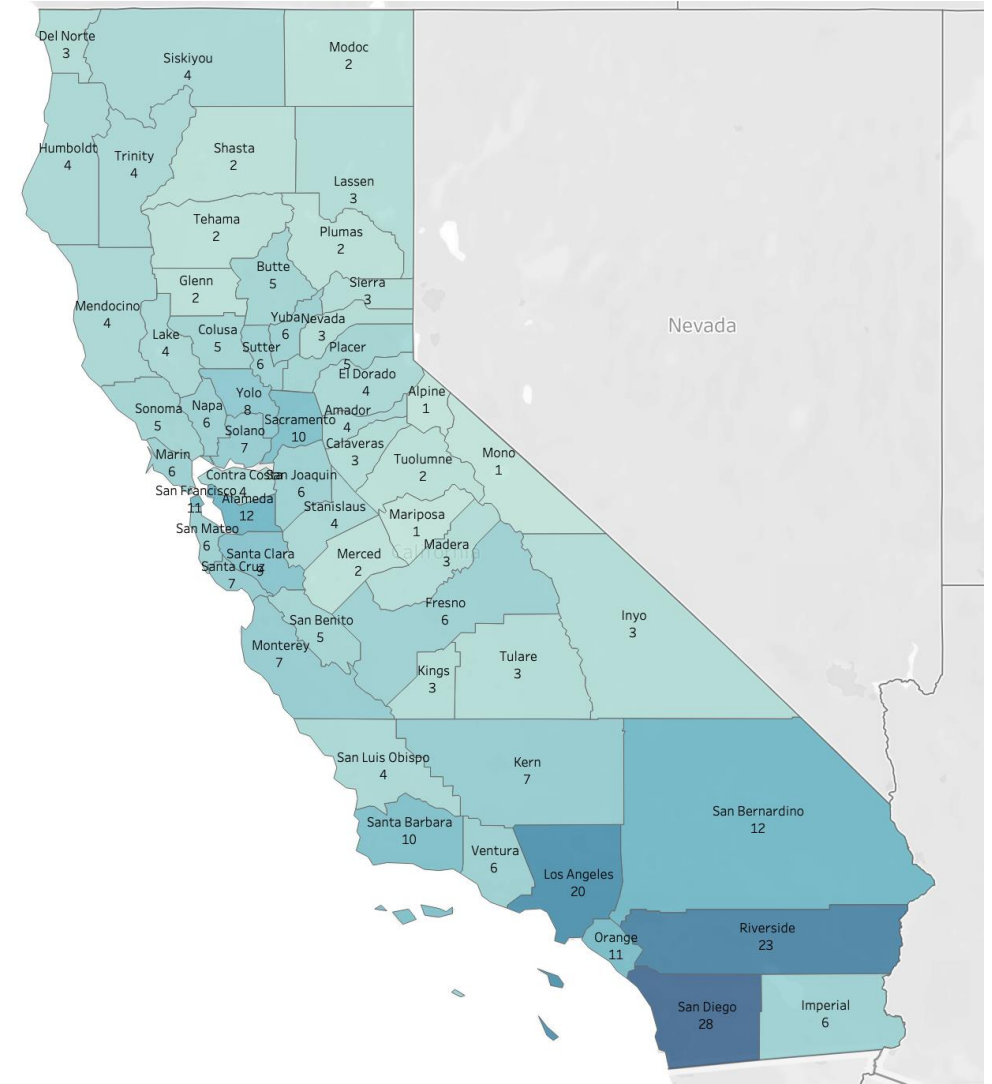 Del Norte
3
Siskiyou
4
Modoc
2
Humboldt
4
Trinity
4
Shasta
2
Lassen
3
Tehama
2
Plumas
2
Butte
5
Glenn
2
Sierra
3
Mendocino
4
Lake
4
Colusa
5
Yuba
6
Nevada
3
Sutter
6
Placer
5
Nevada
El Dorado
4
Alpine
1
Yolo
8
Sonoma
5
Napa
6
Sacramento
10
Amador
4
Solano
7
Calaveras
3
Mono
1
Marin
6
Tuolumne
2
Contra Costa
4
San Joaquin
6
San Francisco
11
Alameda
12
Stanislaus
4
Mariposa
1
San Mateo
6
Santa Clara
9
Merced
2
Madera
3
California
Santa Cruz
7
Fresno
6
Inyo
3
San Benito
5
Monterey
7
Kings
3
Tulare
3
San Luis Obispo
4
Kern
7
San Bernardino
12
Santa Barbara
10
Ventura
6
Los Angeles
20
Orange
11
Riverside
23
San Diego
28
Imperial
6